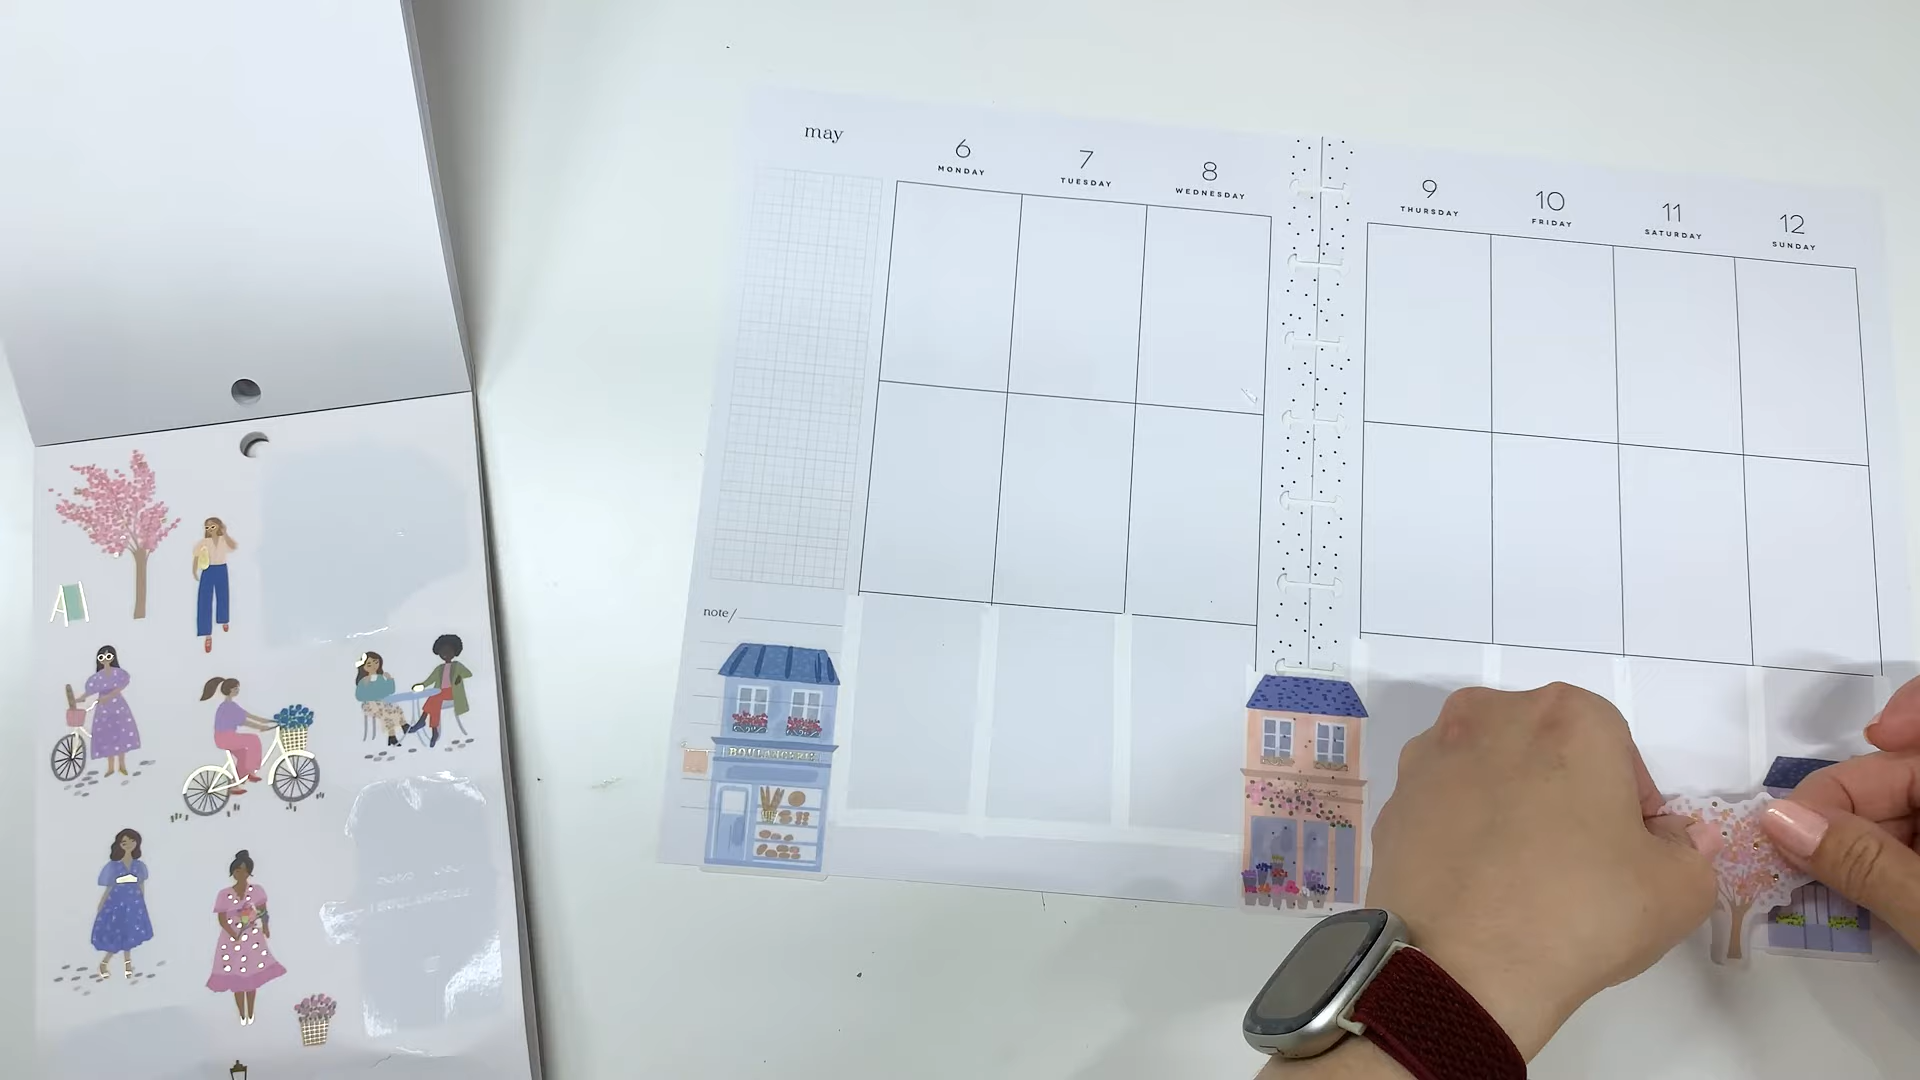 may
6
MONDAY
7
TUESDAY
8
WEDNESDAY
9
THURSDAY
10
FRIDAY
11
SATURDAY
12
SUNDAY
note/
BOULANGERIE